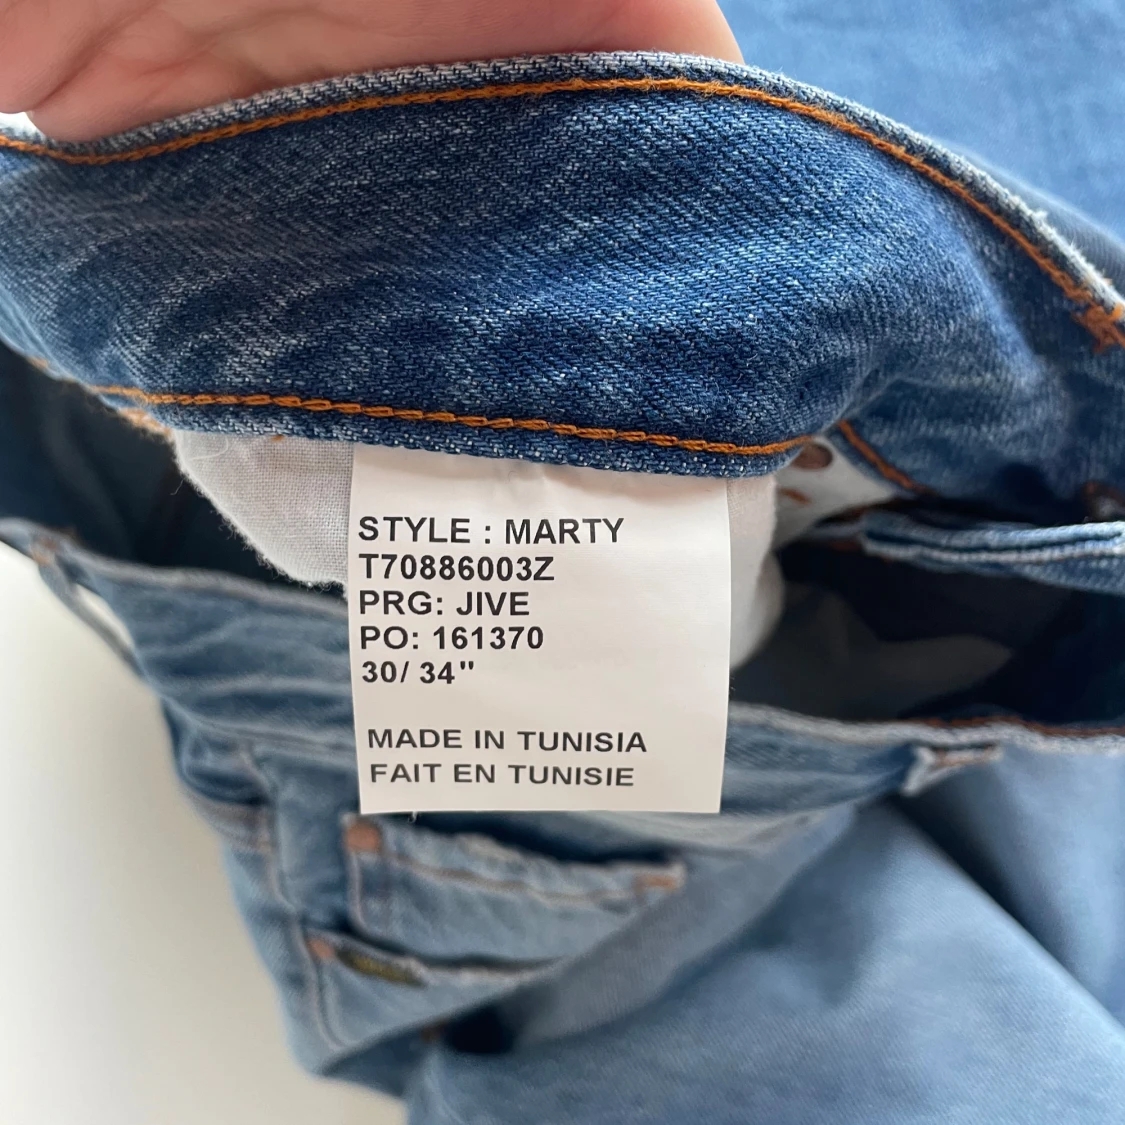 STYLE : MARTY
T70886003Z
PRG: JIVE
PO: 161370
30/ 34"
MADE IN TUNISIA
FAIT EN TUNISIE